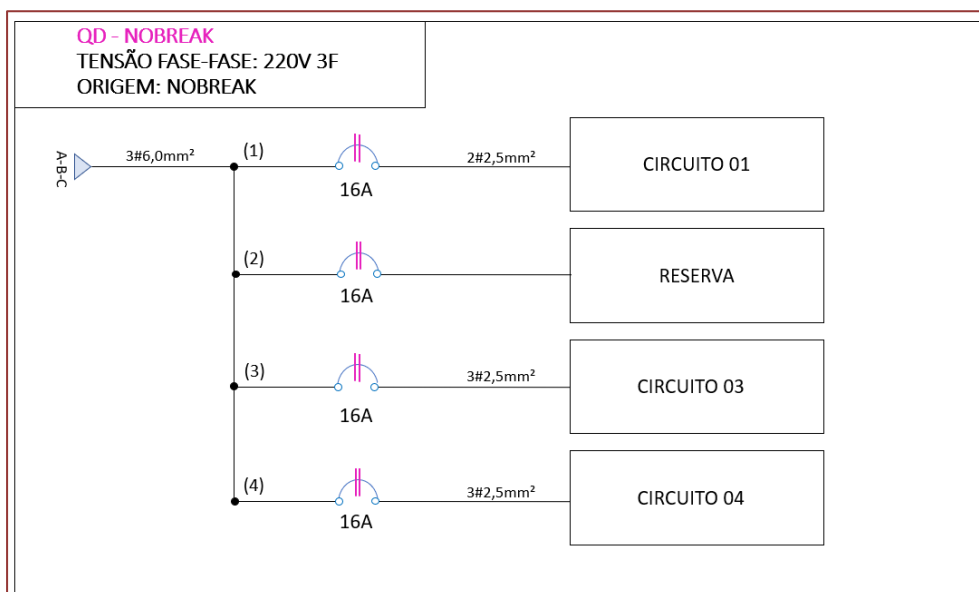 QD - NOBREAK
TENSÃO FASE-FASE: 220V 3F
ORIGEM: NOBREAK
A-B-C
3#6,0mm²
(1)
16A
2#2,5mm²
CIRCUITO 01
(2)
16A
RESERVA
(3)
16A
3#2,5mm²
CIRCUITO 03
(4)
16A
3#2,5mm²
CIRCUITO 04